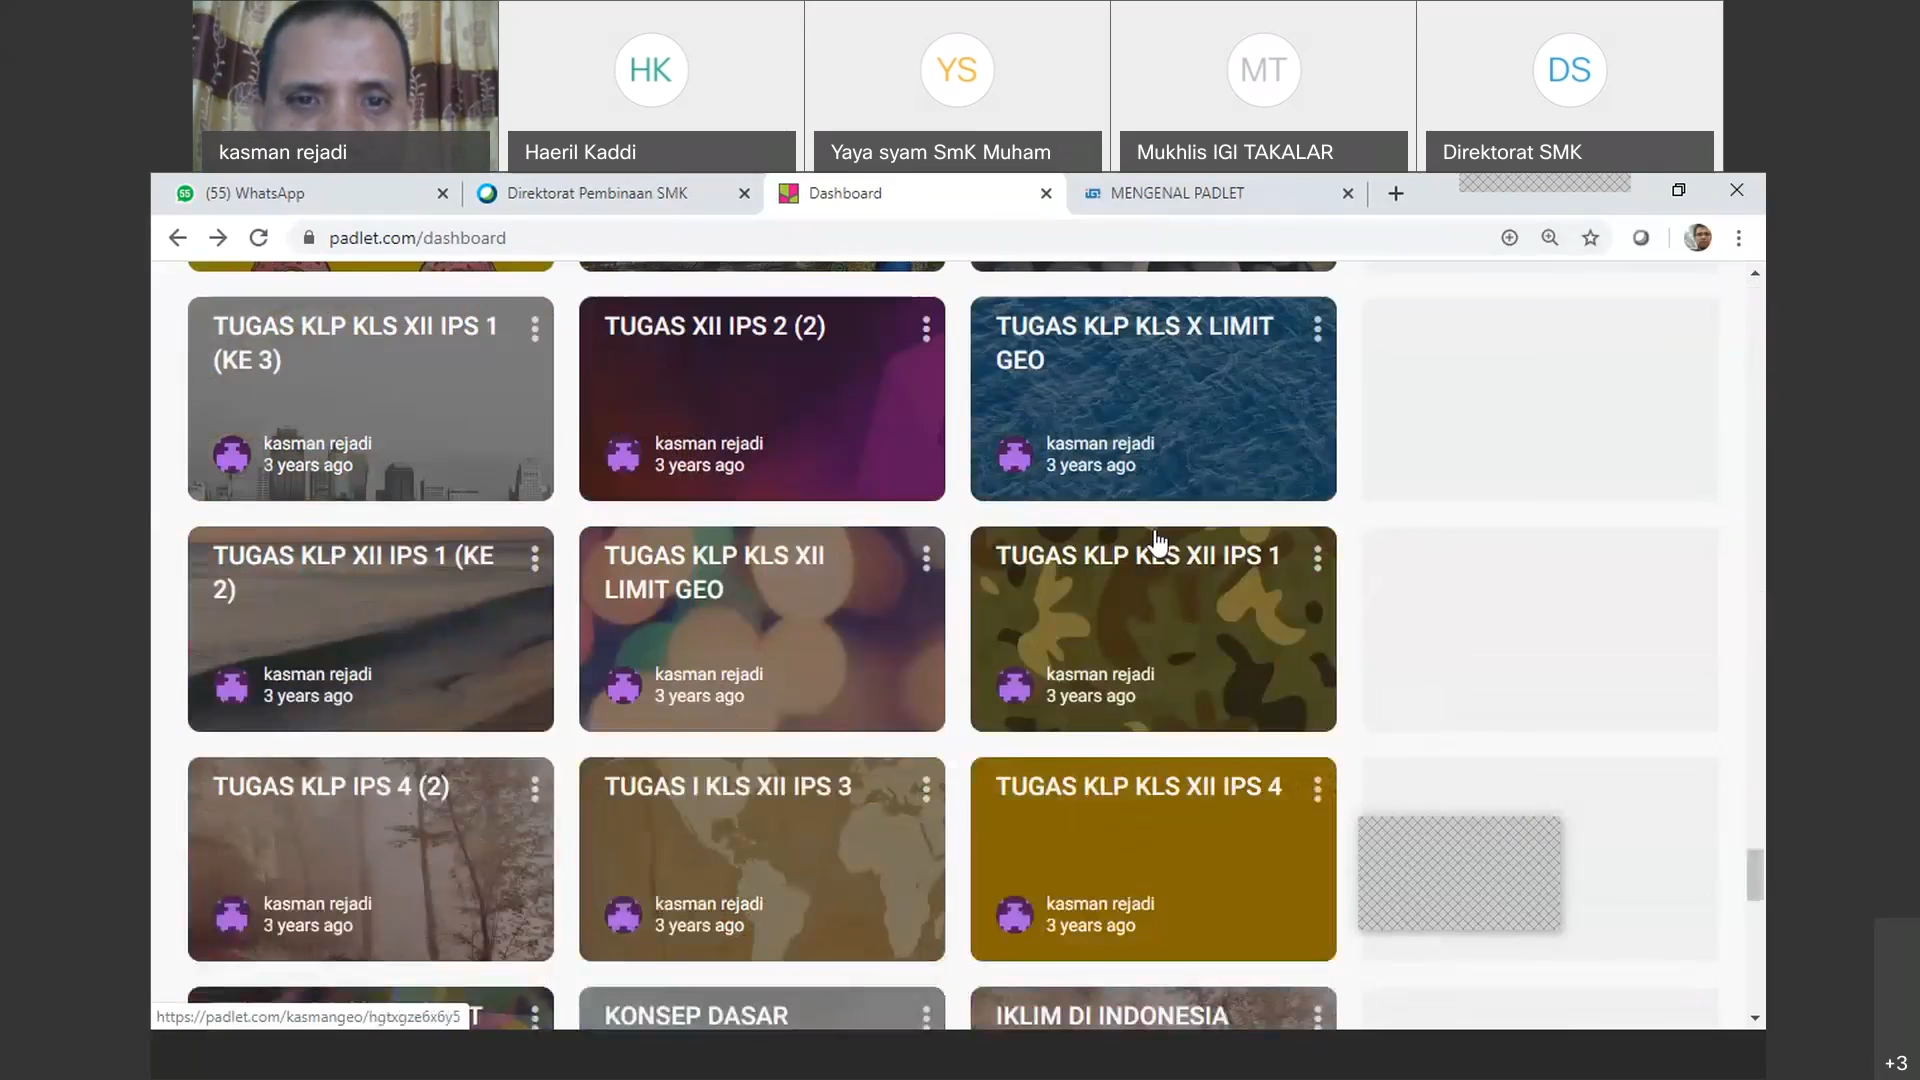 HK
YS
MT
DS
kasman rejadi
Haeril Kaddi
Yaya syam SmK Muham
Mukhlis IGI TAKALAR
Direktorat SMK
55
(55) WhatsApp
Direktorat Pembinaan SMK
Dashboard
MENGENAL PADLET
padlet.com/dashboard
TUGAS KLP KLS XII IPS 1
(KE 3)
kasman rejadi
3 years ago
TUGAS XII IPS 2 (2)
kasman rejadi
3 years ago
TUGAS KLP KLS X LIMIT
GEO
kasman rejadi
3 years ago
TUGAS KLP XII IPS 1 (KE
2)
kasman rejadi
3 years ago
TUGAS KLP KLS XII
LIMIT GEO
kasman rejadi
3 years ago
TUGAS KLP KLS XII IPS 1
kasman rejadi
3 years ago
TUGAS KLP IPS 4 (2)
kasman rejadi
3 years ago
TUGAS I KLS XII IPS 3
kasman rejadi
3 years ago
TUGAS KLP KLS XII IPS 4
kasman rejadi
3 years ago
KONSEP DASAR
IKLIM DI INDONESIA
https://padlet.com/kasmangeo/hgtxgze6x6y5
+3